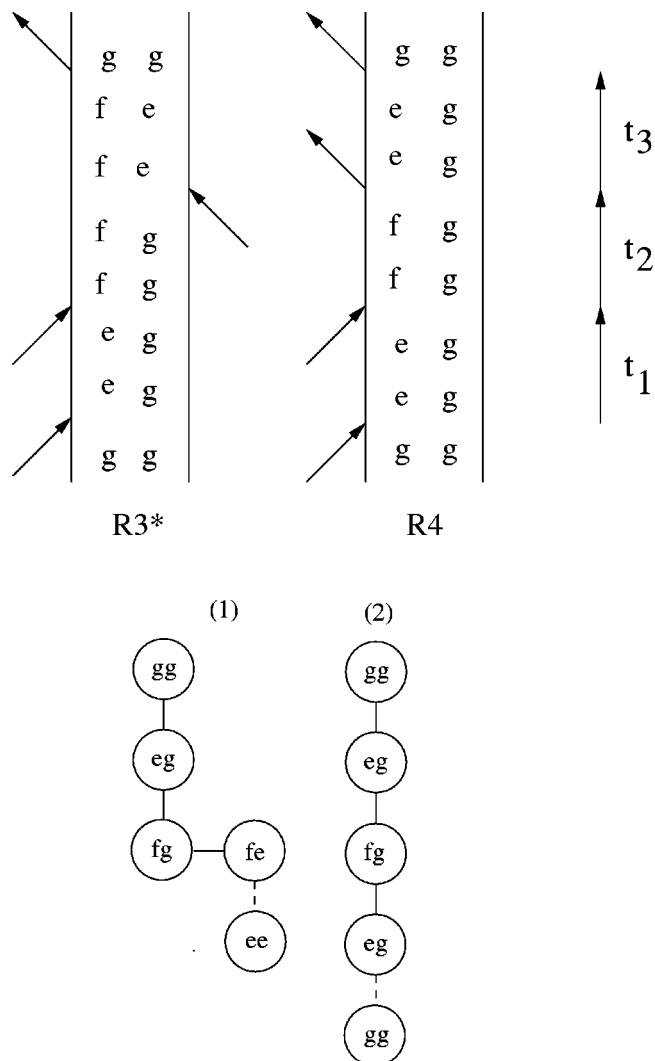 g g g g
f e e g
f e e g
f g f g
f g f g
e g e g
e g e g
g g g g
t3
t2
t1
R3* R4
(1) (2)
gg gg
eg eg
fg fe fg
ee eg
gg